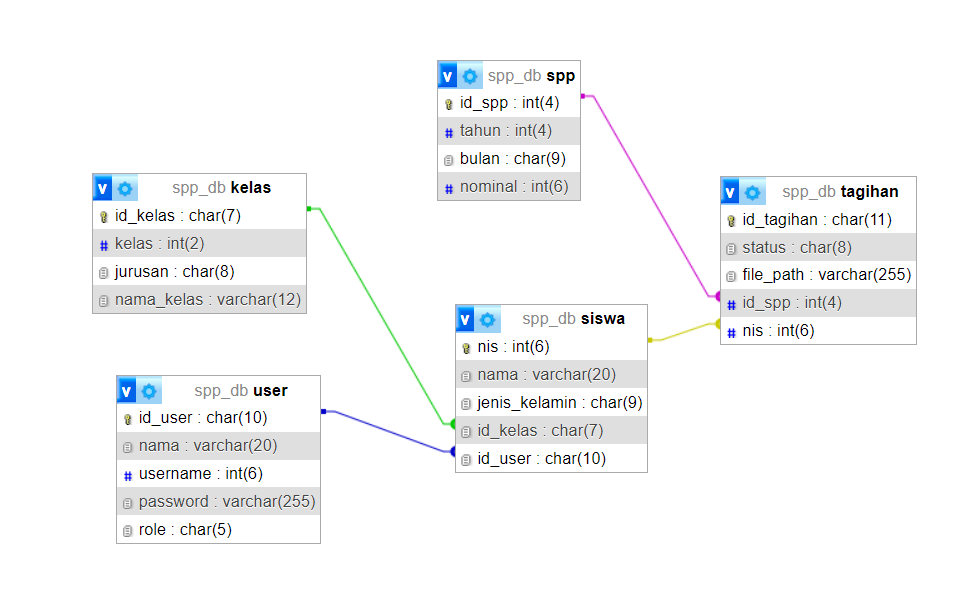 v spp_db spp
id_spp : int(4)
# tahun : int(4)
bulan : char(9)
# nominal : int(6)
v spp_db kelas
id_kelas : char(7)
# kelas : int(2)
jurusan : char(8)
nama_kelas : varchar(12)
v spp_db tagihan
id_tagihan : char(11)
status : char(8)
file_path : varchar(255)
# id_spp : int(4)
# nis : int(6)
v spp_db siswa
nis : int(6)
nama : varchar(20)
jenis_kelamin : char(9)
id_kelas : char(7)
id_user : char(10)
v spp_db user
id_user : char(10)
nama : varchar(20)
# username : int(6)
password : varchar(255)
role : char(5)